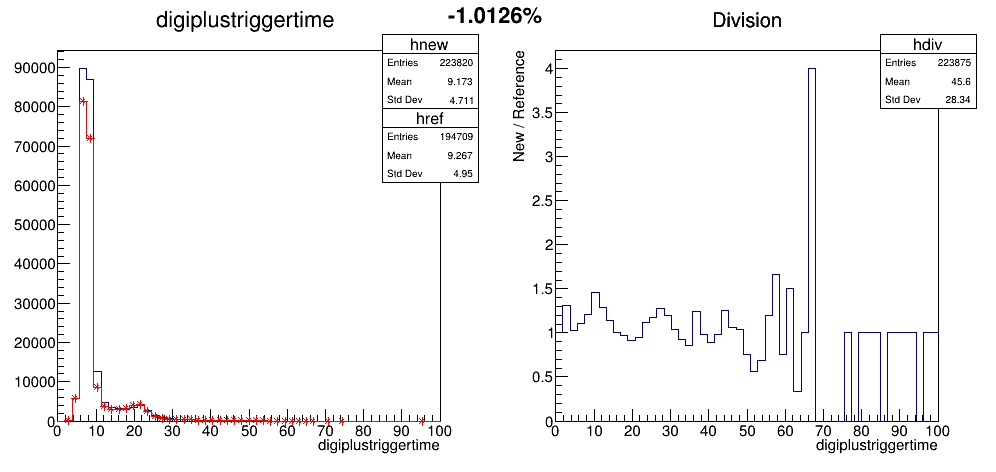 digiplustriggertime
-1.0126%
Division
hnew
Entries 223820
Mean 9.173
Std Dev 4.711
href
Entries 194709
Mean 9.267
Std Dev 4.95
90000
80000
70000
60000
50000
40000
30000
20000
10000
0
0 10 20 30 40 50 60 70 80 90 100
digiplustriggertime
hdiv
Entries 223875
Mean 45.6
Std Dev 28.34
New / Reference
4
3.5
3
2.5
2
1.5
1
0.5
0
0 10 20 30 40 50 60 70 80 90 100
digiplustriggertime